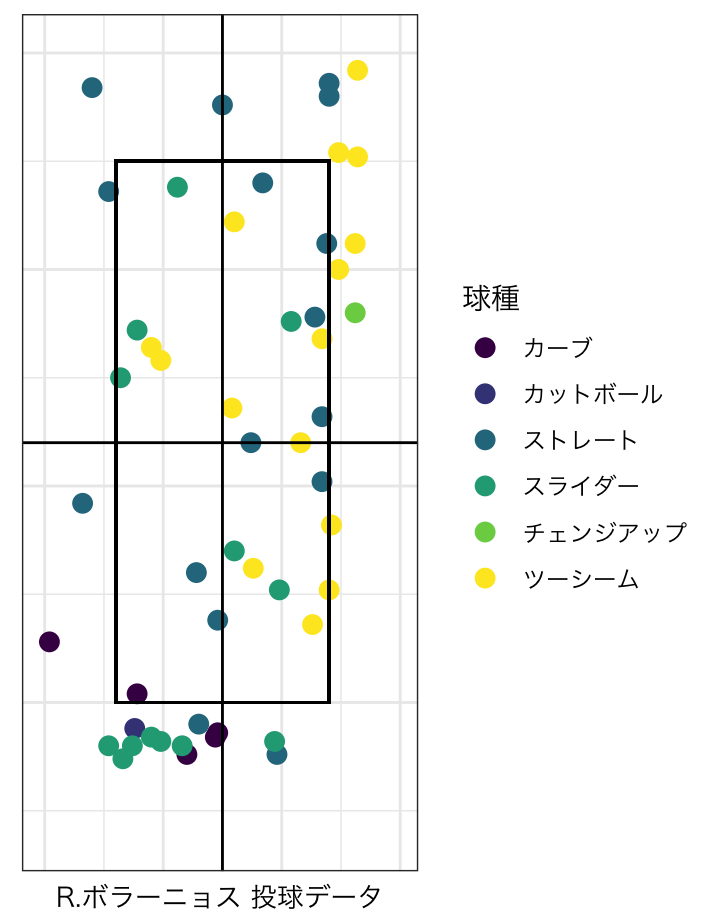 球種
カーブ
カットボール
ストレート
スライダー
チェンジアップ
ツーシーム
R.ボラーニョス 投球データ